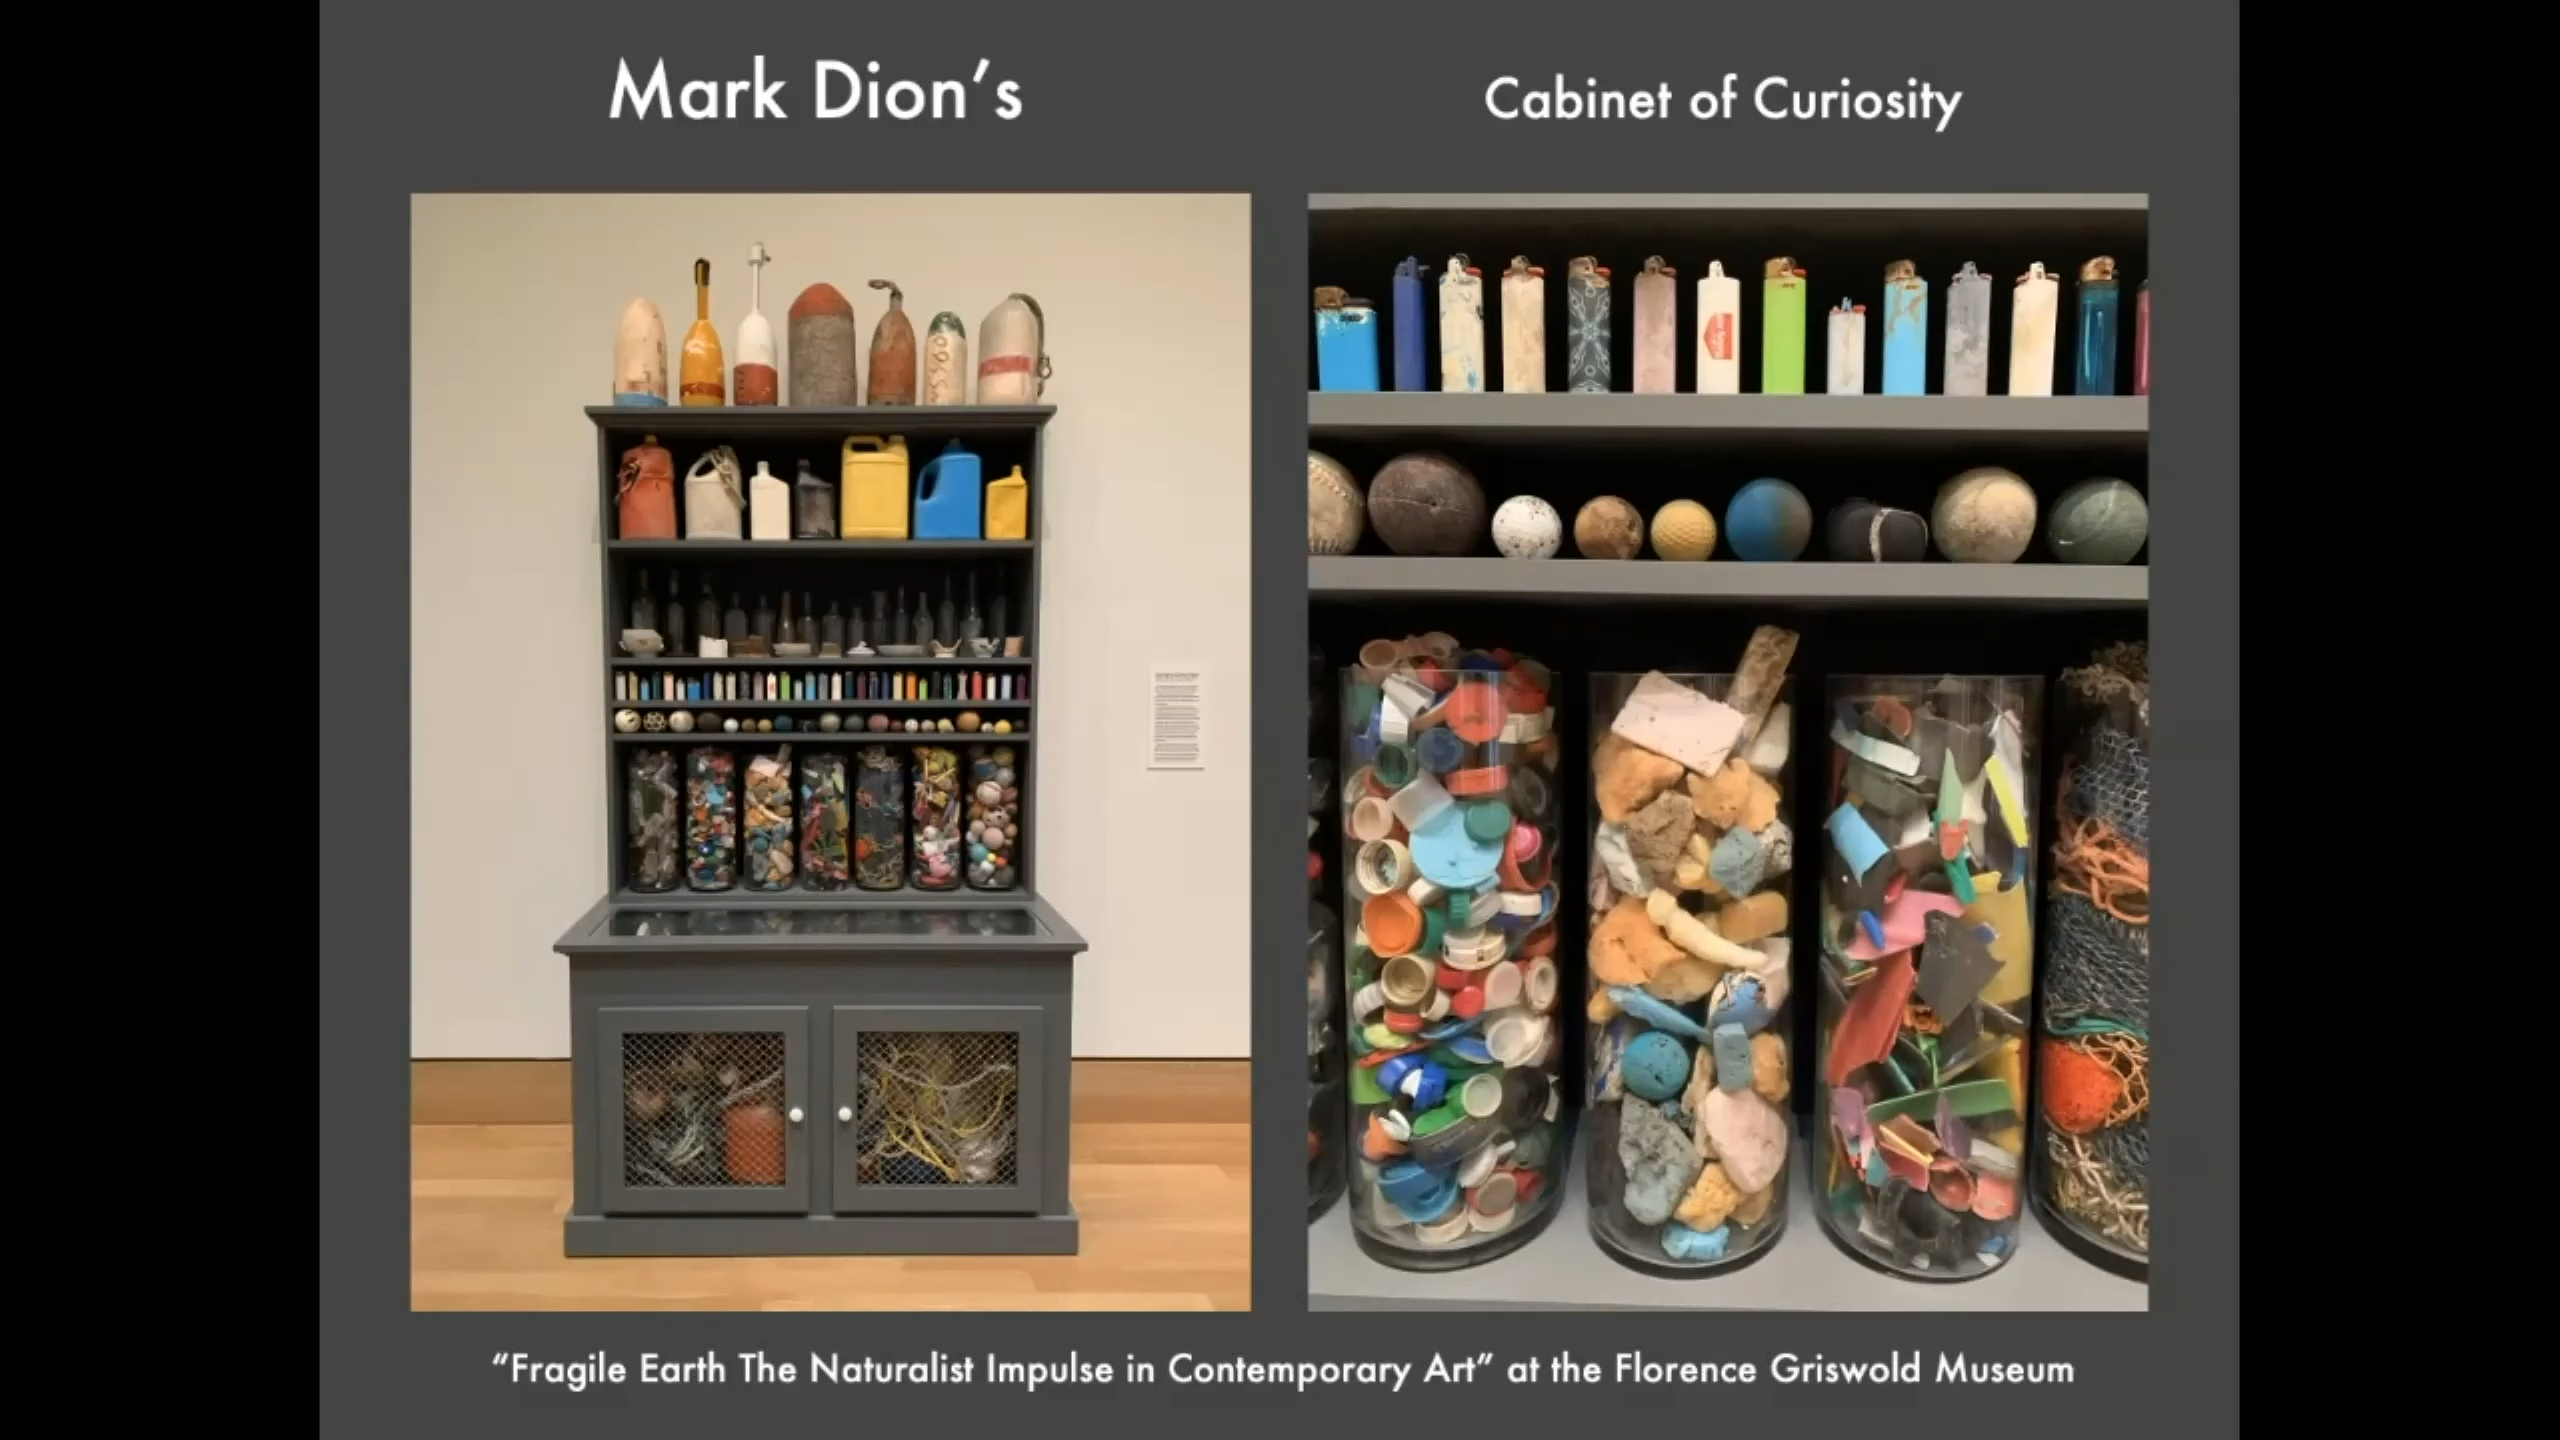 Mark Dion's
Cabinet of Curiosity
“Fragile Earth The Naturalist Impulse in Contemporary Art” at the Florence Griswold Museum